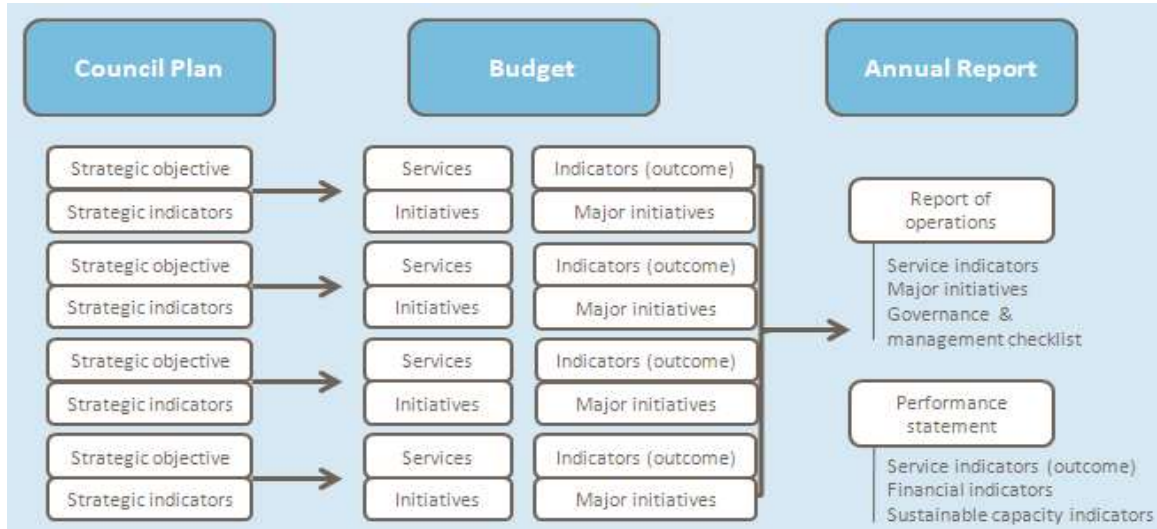 Council Plan
Budget
Annual Report
Strategic objective
Strategic indicators
Strategic objective
Strategic indicators
Strategic objective
Strategic indicators
Strategic objective
Strategic indicators
Services
Initiatives
Services
Initiatives
Services
Initiatives
Services
Initiatives
Indicators (outcome)
Major initiatives
Indicators (outcome)
Major initiatives
Indicators (outcome)
Major initiatives
Indicators (outcome)
Major initiatives
Report of
operations
Service indicators
Major initiatives
Governance &
management checklist
Performance
statement
Service indicators (outcome)
Financial indicators
Sustainable capacity indicators